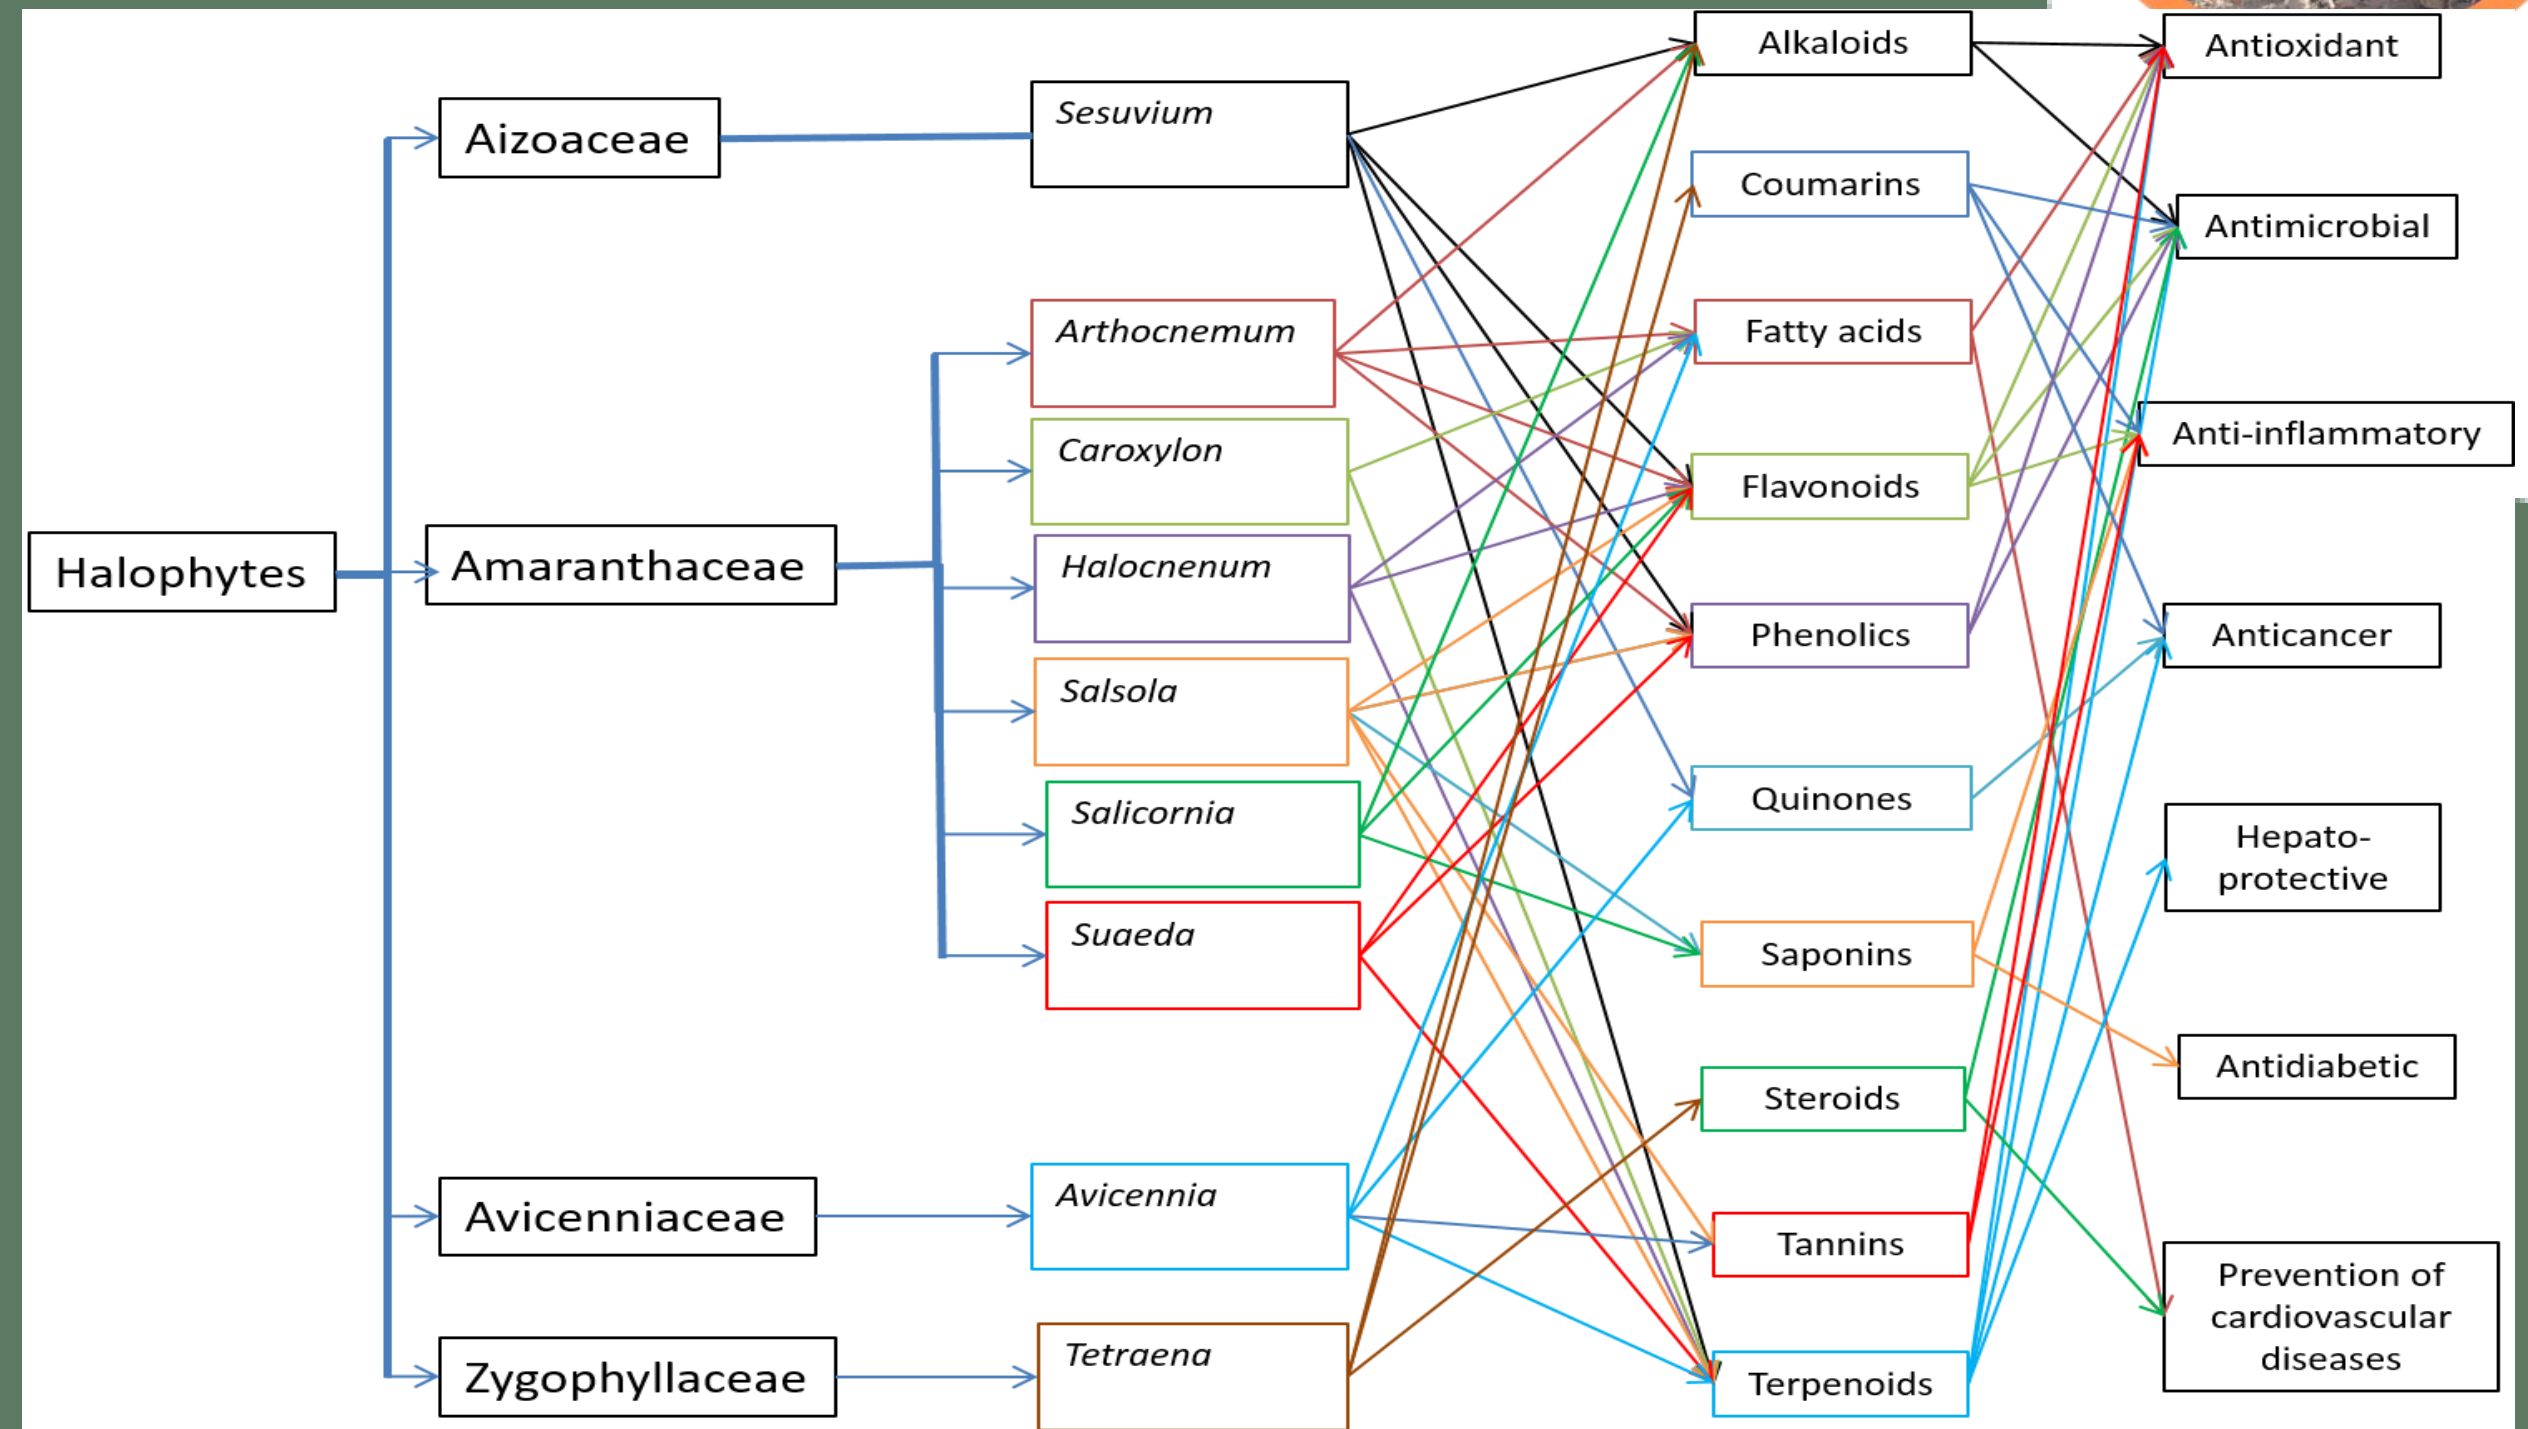 Halophytes
Aizoaceae
Amaranthaceae
Avicenniaceae
Zygophyllaceae
Sesuvium
Arthocnemum
Caroxylon
Halocnenum
Salsola
Salicornia
Suaeda
Avicennia
Tetraena
Alkaloids
Coumarins
Fatty acids
Flavonoids
Phenolics
Quinones
Saponins
Steroids
Tannins
Terpenoids
Antioxidant
Antimicrobial
Anti-inflammatory
Anticancer
Hepato-
protective
Antidiabetic
Prevention of
cardiovascular
diseases